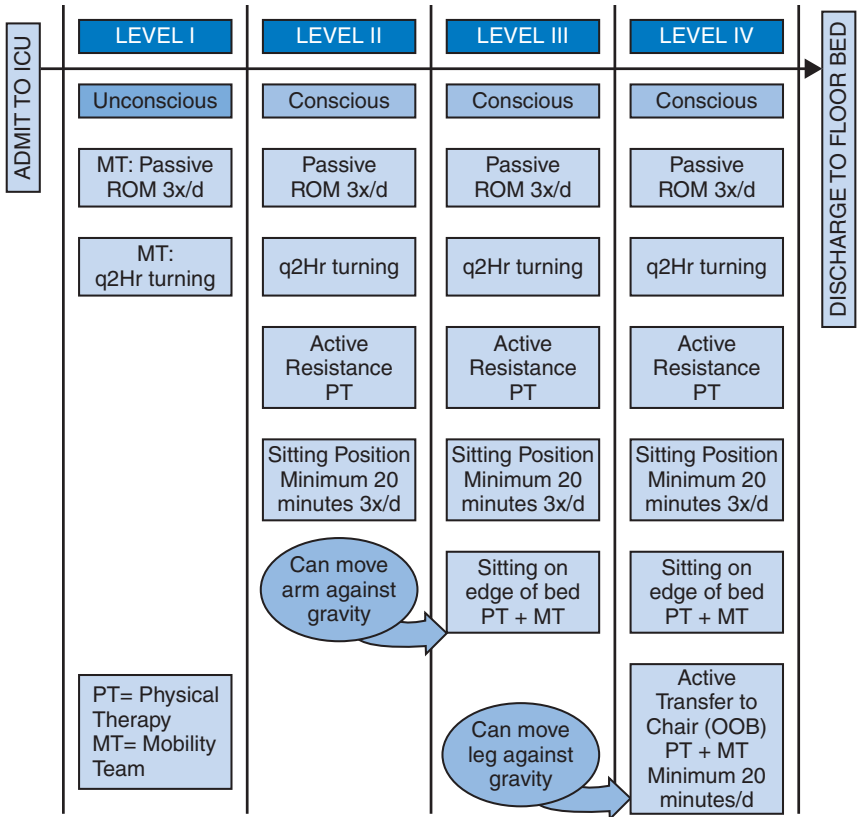 ADMIT TO ICU
LEVEL I
LEVEL II
LEVEL III
LEVEL IV
DISCHARGE TO FLOOR BED
Unconscious
Conscious
Conscious
Conscious
MT: Passive
ROM 3x/d
Passive
ROM 3x/d
Passive
ROM 3x/d
Passive
ROM 3x/d
MT:
q2Hr turning
q2Hr turning
q2Hr turning
q2Hr turning
Active
Resistance
PT
Active
Resistance
PT
Active
Resistance
PT
Sitting Position
Minimum 20
minutes 3x/d
Sitting Position
Minimum 20
minutes 3x/d
Sitting Position
Minimum 20
minutes 3x/d
Can move
arm against
gravity
Sitting on
edge of bed
PT + MT
Sitting on
edge of bed
PT + MT
PT= Physical
Therapy
MT= Mobility
Team
Can move
leg against
gravity
Active
Transfer to
Chair (OOB)
PT + MT
Minimum 20
minutes/d